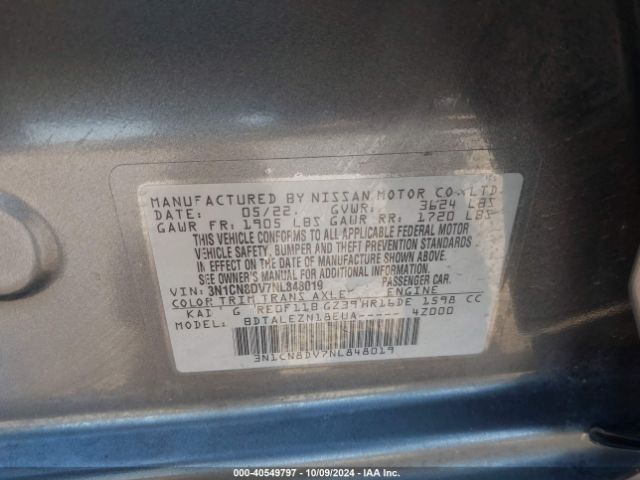 MANUFACTURED BY NISSAN MOTOR CO., LTD.
DATE: 05/22. GVWR: 3624 LBS
GAWR FR: 1905 LBS GAWR RR: 1720 LBS
THIS VEHICLE CONFORMS TO ALL APPLICABLE FEDERAL MOTOR
VEHICLE SAFETY, BUMPER AND THEFT PREVENTION STANDARDS
IN EFFECT ON THE DATE OF MANUFACTURE SHOWN ABOVE.
SEE OWNER'S MANUAL FOR ADDITIONAL INFORMATION.
VIN: 3N1CN8DV7NL848019 PASSENGER CAR.
COLOR TRIM TRANS AXLE ENGINE
KAI G RE0F11B GZ39 HR16DE 1598 CC
MODEL: BDTALEZN18EUA----- 4Z000
3N1CN8DV7NL848019
000-40549797 - 10/09/2024 - IAA Inc.